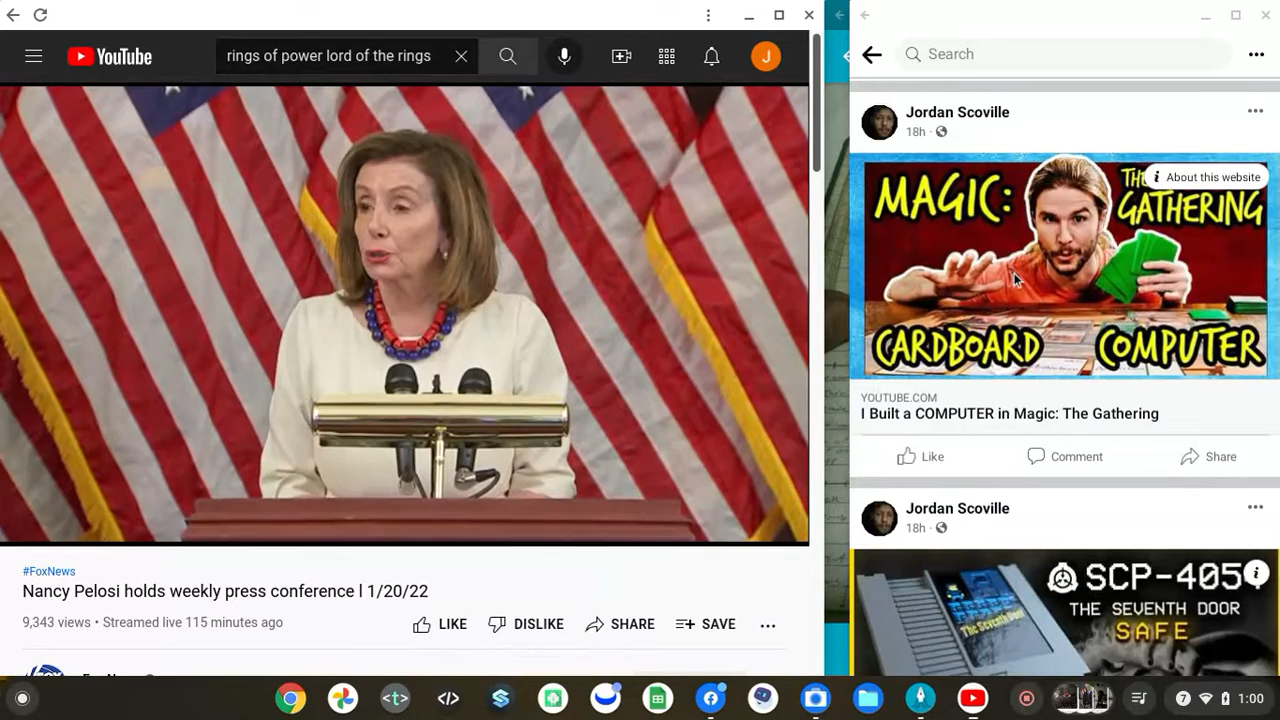 YouTube
rings of power lord of the rings
J
#FoxNews
Nancy Pelosi holds weekly press conference l 1/20/22
9,343 views • Streamed live 115 minutes ago
LIKE
DISLIKE
SHARE
SAVE
Search
Jordan Scoville
18h ·
About this website
MAGIC: THE GATHERING
CARDBOARD COMPUTER
YOUTUBE.COM
I Built a COMPUTER in Magic: The Gathering
Like
Comment
Share
Jordan Scoville
18h ·
SCP-405
THE SEVENTH DOOR
SAFE
The Seventh Door
<t>
</>
7
1:00